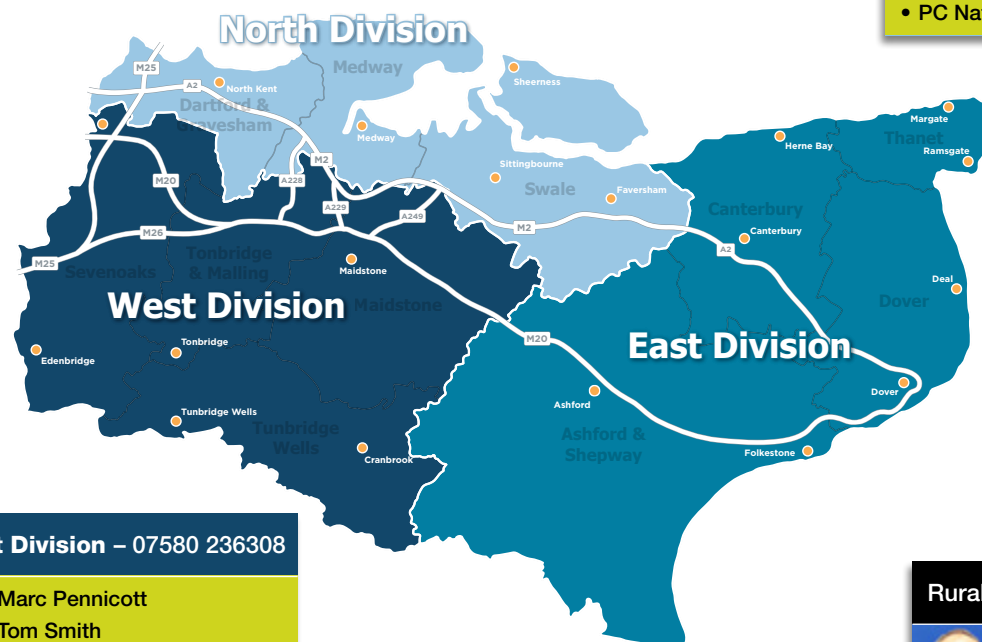 • PC Na
North Division
Medway
M25
A2
North Kent
Dartford &
Gravesham
Sheerness
Medway
Margate
Thanet
Ramsgate
Herne Bay
M2
Sittingbourne
Swale
Faversham
M20
A228
A229
A249
M2
Canterbury
Canterbury
A2
M26
M25
Sevenoaks
Tonbridge
& Malling
Maidstone
Maidstone
Deal
Dover
West Division
East Division
M20
Edenbridge
Tonbridge
Dover
Ashford
Tunbridge Wells
Tunbridge
Wells
Cranbrook
Ashford &
Shepway
Folkestone
t Division – 07580 236308
Marc Pennicott
Tom Smith
Rural